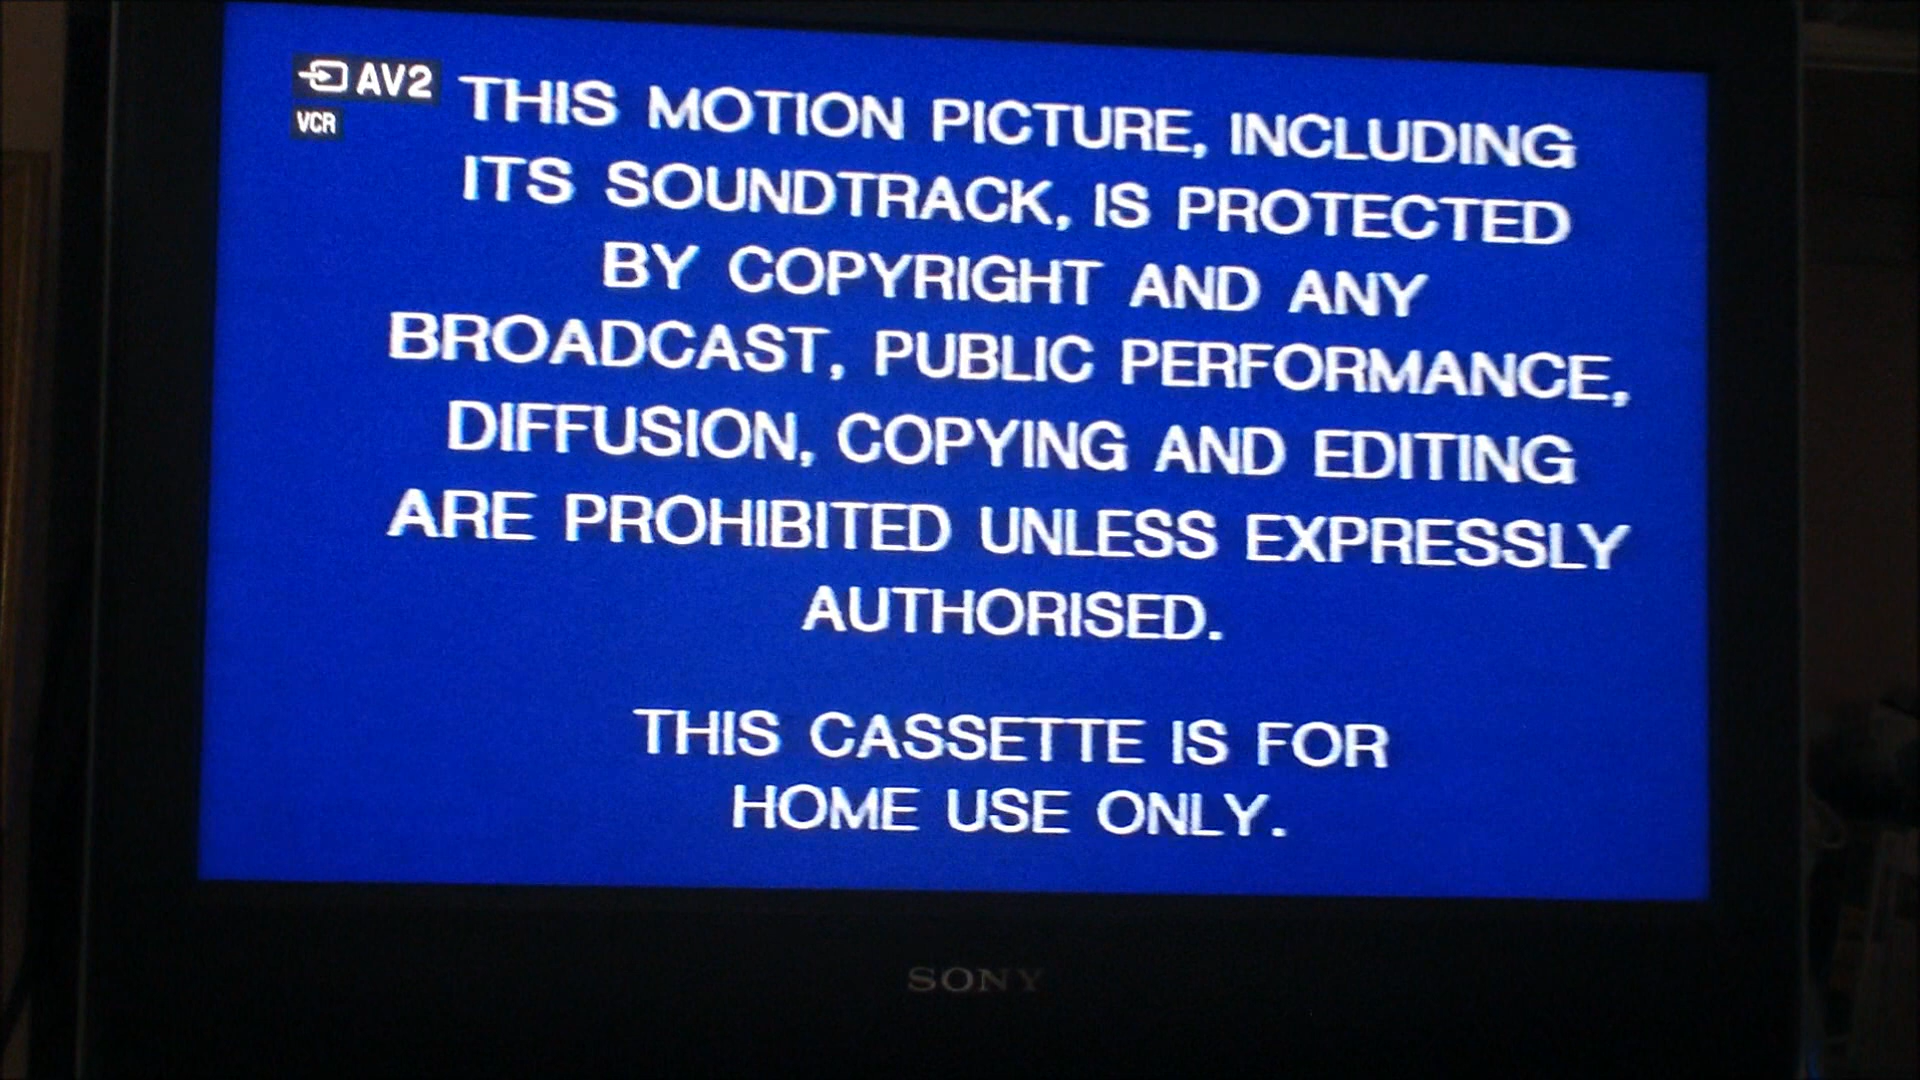 AV2
VCR
THIS MOTION PICTURE, INCLUDING
ITS SOUNDTRACK, IS PROTECTED
BY COPYRIGHT AND ANY
BROADCAST, PUBLIC PERFORMANCE,
DIFFUSION, COPYING AND EDITING
ARE PROHIBITED UNLESS EXPRESSLY
AUTHORISED.
THIS CASSETTE IS FOR
HOME USE ONLY.
SONY